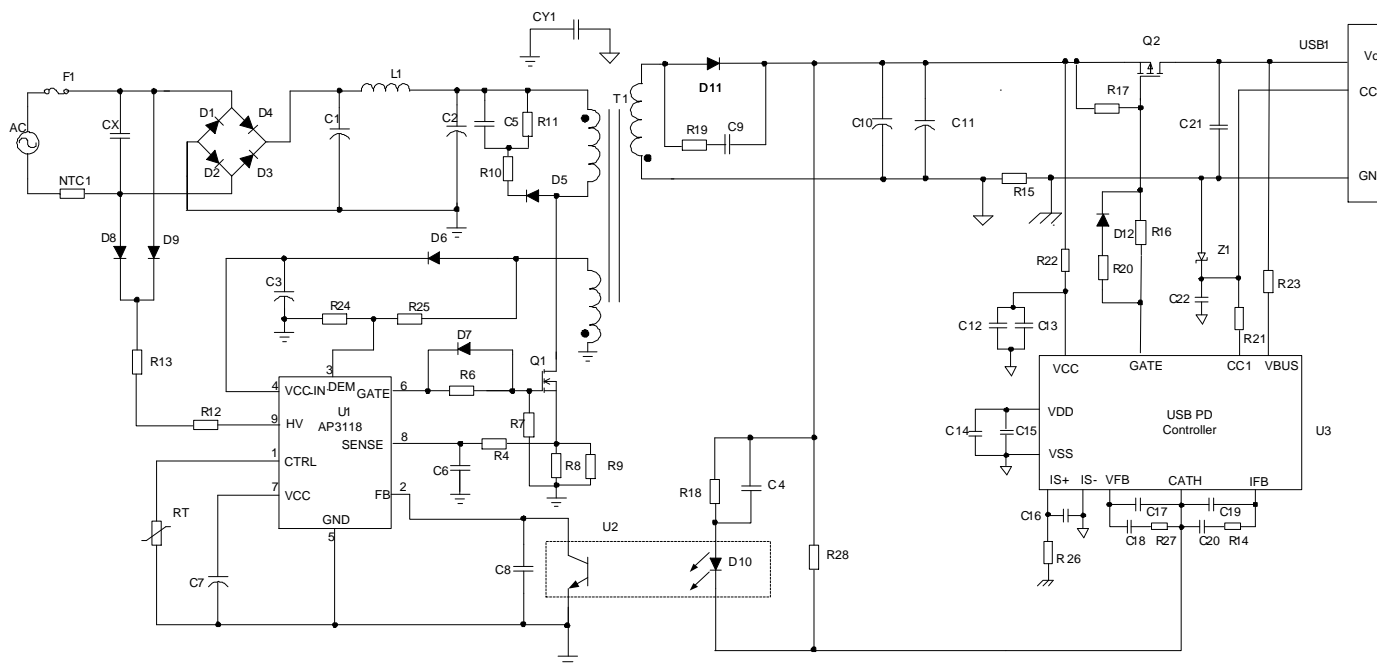 CY1
Q2
USB1
F1
L1
T1
D11
Vo
R17
CC
AC
CX
D1
D4
C1
C2
C5
R11
R19
C9
C10
C11
C21
D2
D3
NTC1
R10
D5
R15
GN
D8
D9
D6
D12
R16
Z1
R22
R20
C3
C22
R23
R24
R25
C12
C13
R21
D7
R13
Q1
3
R6
4
VCC-IN
DEM
GATE
6
VCC
GATE
CC1
VBUS
U1
AP3118
R12
9
HV
R7
VDD
USB PD
Controller
U3
SENSE
8
C14
C15
1
CTRL
R4
C6
R8
R9
VSS
7
VCC
FB
2
R18
C4
IS+
IS-
VFB
CATH
IFB
RT
GND
5
U2
C16
C17
C19
C18
R27
C20
R14
C7
C8
D10
R28
R26